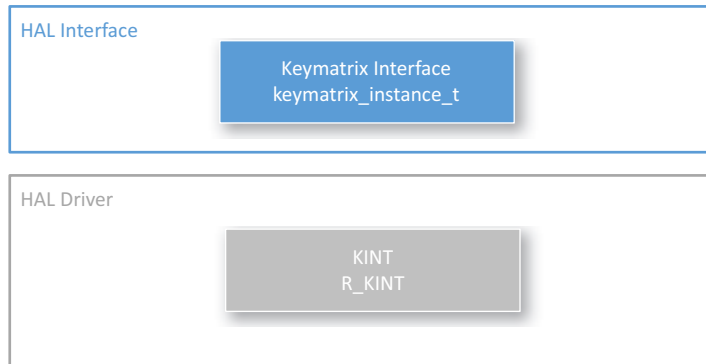 HAL Interface
Keymatrix Interface
keymatrix_instance_t
HAL Driver
KINT
R_KINT